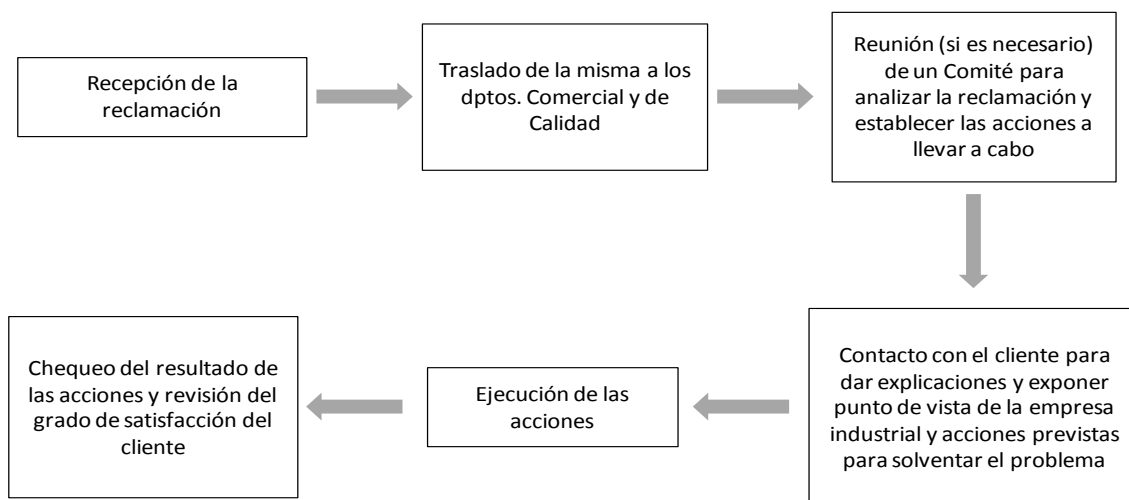 Recepción de la
reclamación
Traslado de la misma a los
dptos. Comercial y de
Calidad
Reunión (si es necesario)
de un Comité para
analizar la reclamación y
establecer las acciones a
llevar a cabo
Contacto con el cliente para
dar explicaciones y exponer
punto de vista de la empresa
industrial y acciones previstas
para solventar el problema
Ejecución de las
acciones
Chequeo del resultado de
las acciones y revisión del
grado de satisfacción del
cliente